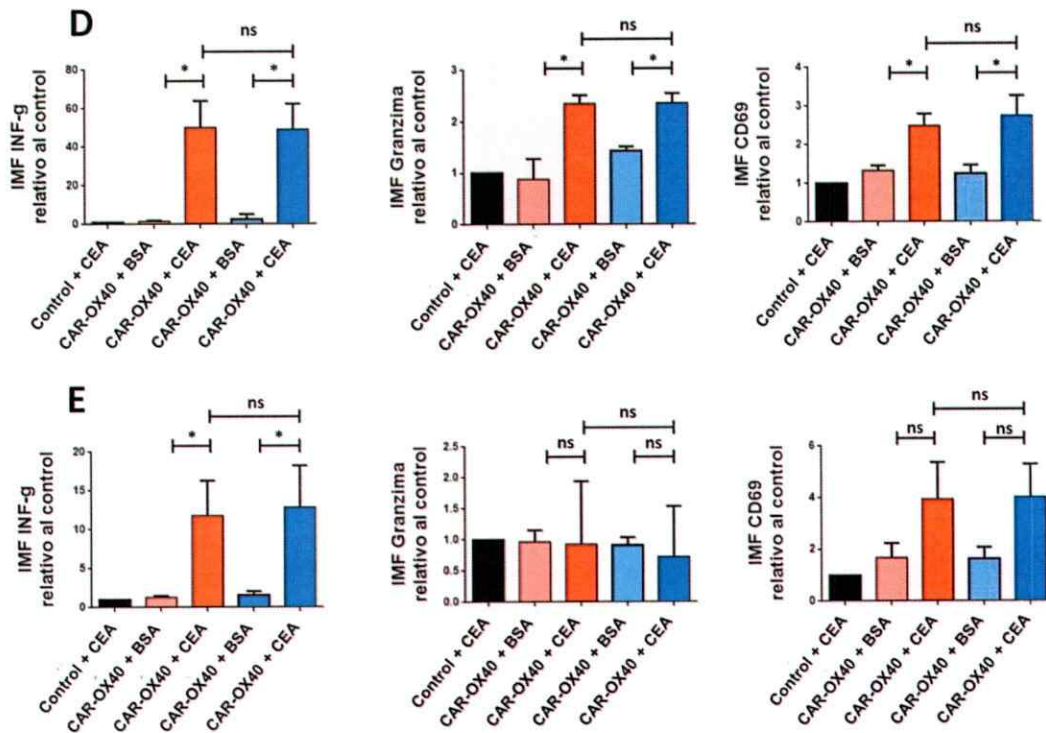 D
ns
*
*
80
60
40
20
0
IMF INF-g
relativo al control
Control + CEA
CAR-OX40 + BSA
CAR-OX40 + CEA
CAR-OX40 + BSA
CAR-OX40 + CEA
ns
*
*
3
2
1
0
IMF Granzima
relativo al control
Control + CEA
CAR-OX40 + BSA
CAR-OX40 + CEA
CAR-OX40 + BSA
CAR-OX40 + CEA
ns
*
*
4
3
2
1
0
IMF CD69
relativo al control
Control + CEA
CAR-OX40 + BSA
CAR-OX40 + CEA
CAR-OX40 + BSA
CAR-OX40 + CEA
E
ns
*
*
20
15
10
5
0
IMF INF-g
relativo al control
Control + CEA
CAR-OX40 + BSA
CAR-OX40 + CEA
CAR-OX40 + BSA
CAR-OX40 + CEA
ns
ns
ns
2.5
2.0
1.5
1.0
0.5
0.0
IMF Granzima
relativo al control
Control + CEA
CAR-OX40 + BSA
CAR-OX40 + CEA
CAR-OX40 + BSA
CAR-OX40 + CEA
ns
ns
ns
6
4
2
0
IMF CD69
relativo al control
Control + CEA
CAR-OX40 + BSA
CAR-OX40 + CEA
CAR-OX40 + BSA
CAR-OX40 + CEA